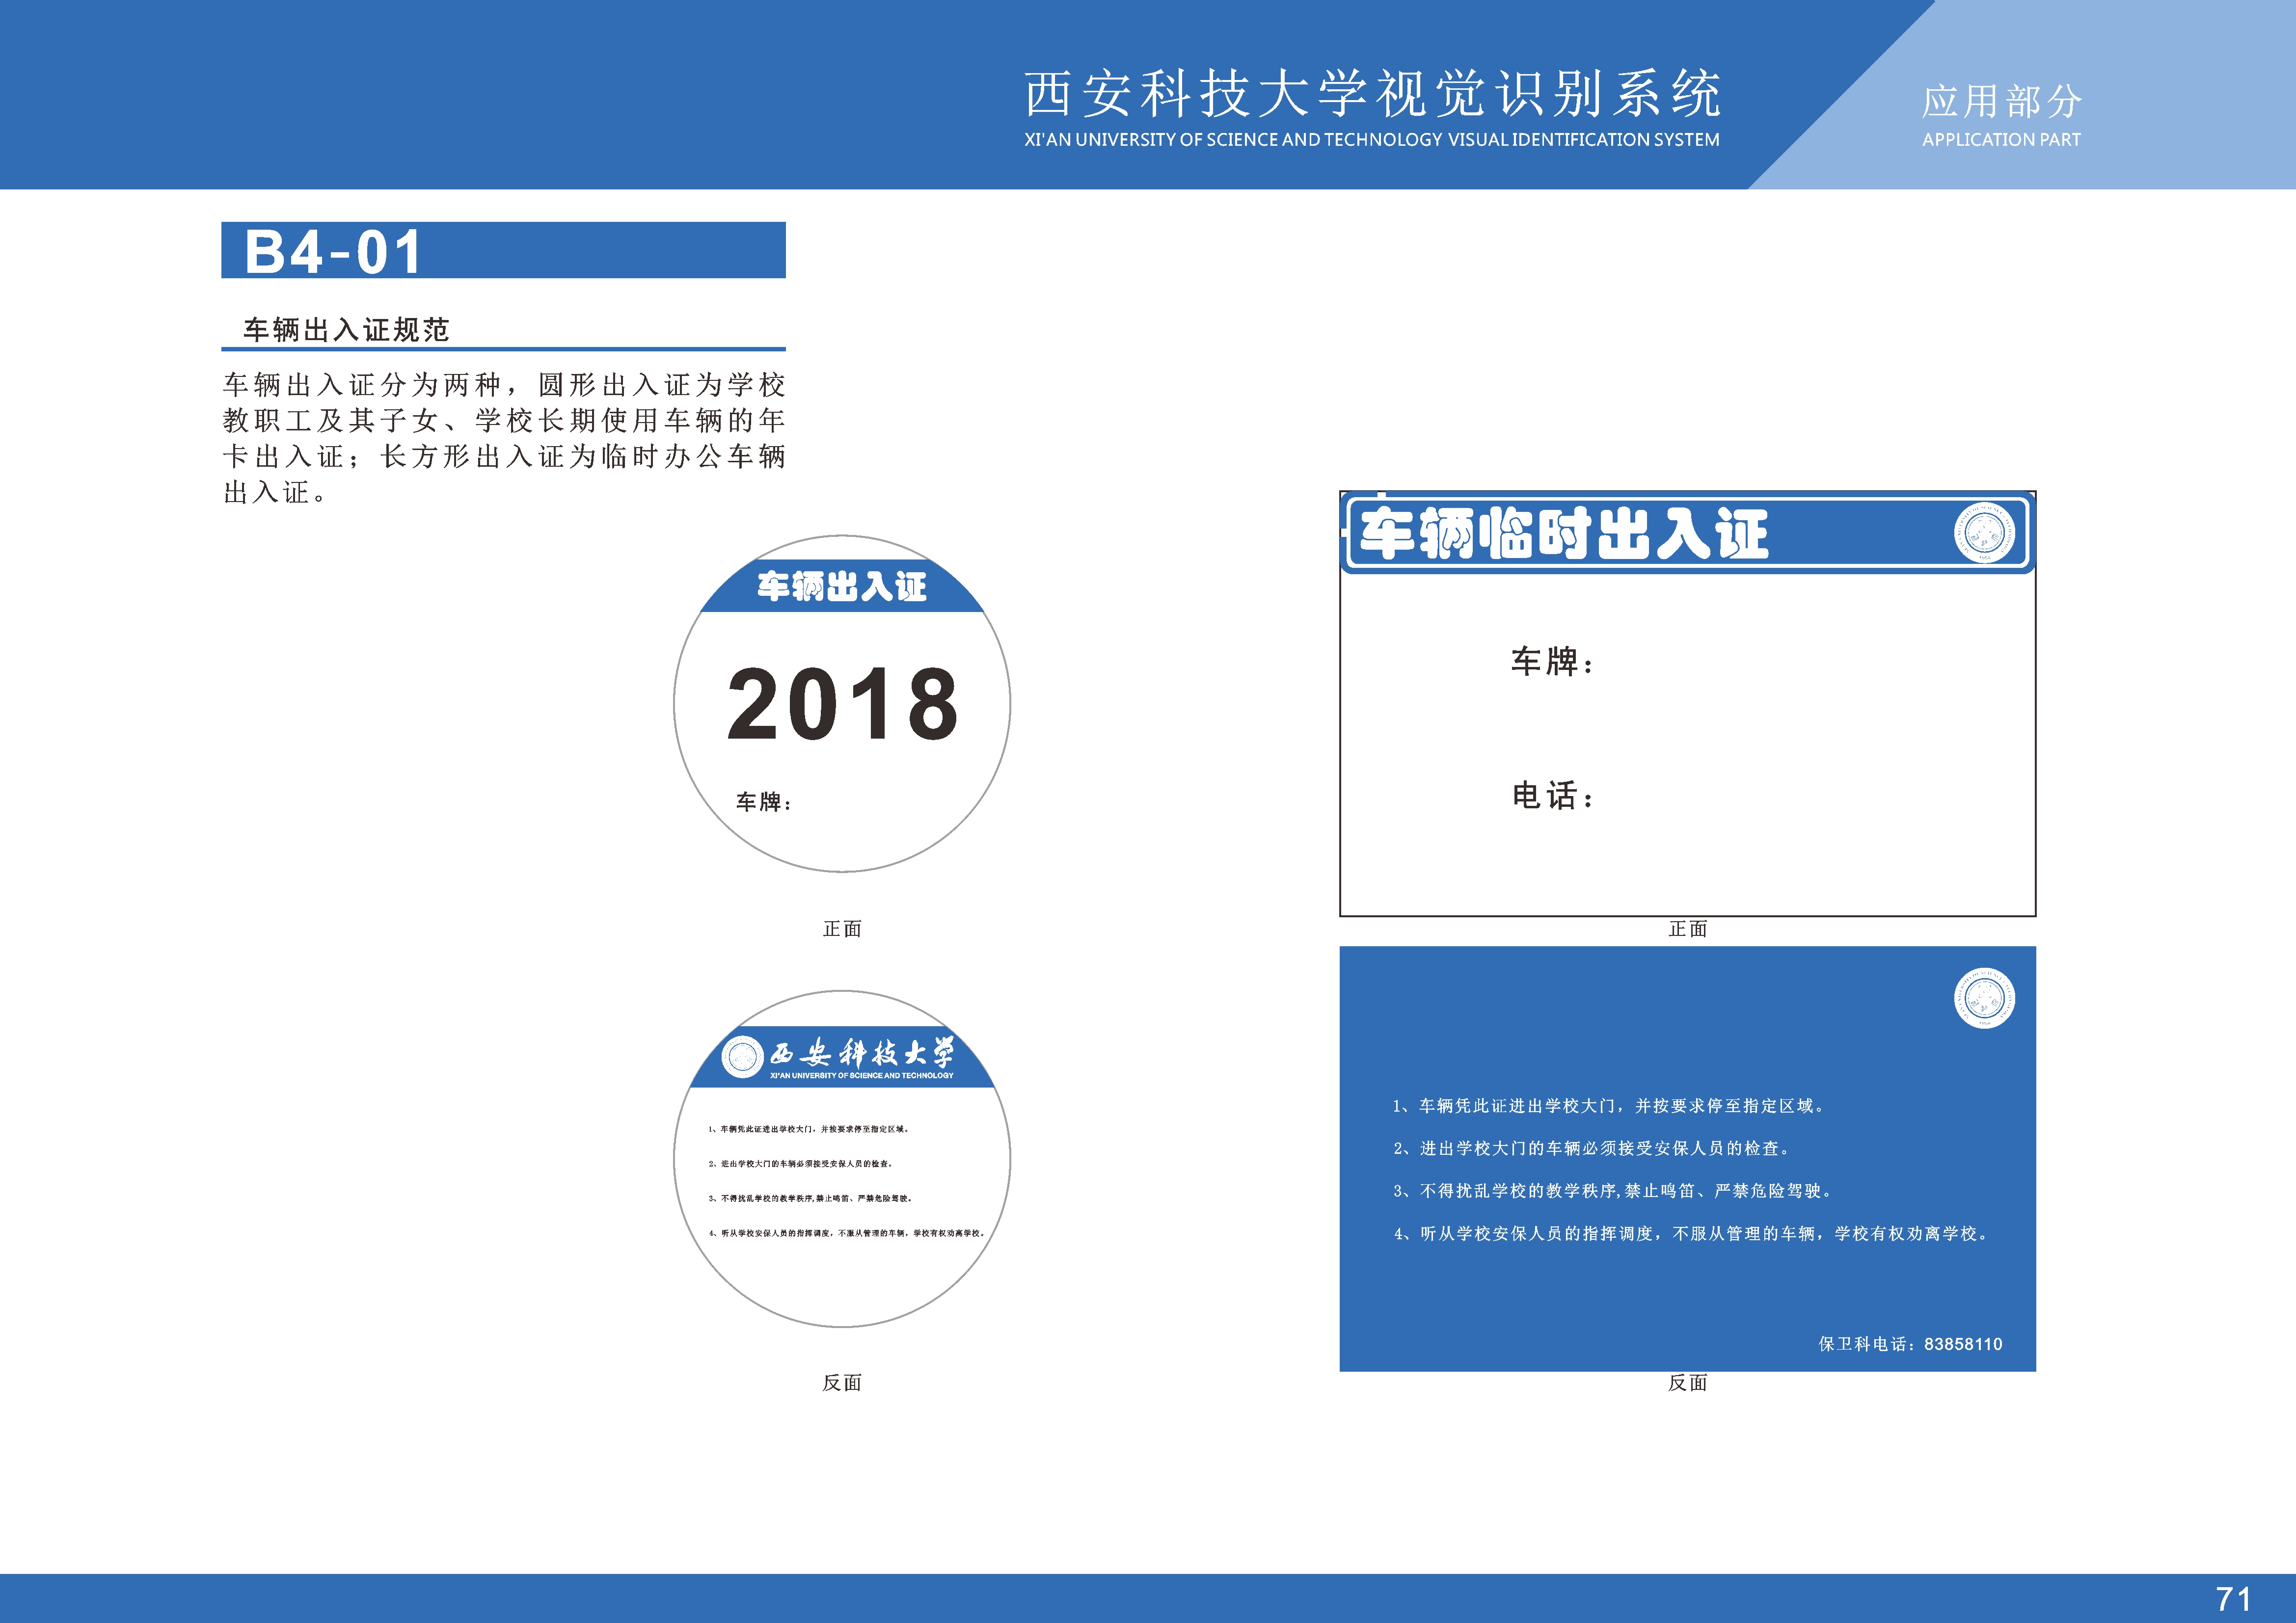 西安科技大学视觉识别系统
XI'AN UNIVERSITY OF SCIENCE AND TECHNOLOGY VISUAL IDENTIFICATION SYSTEM
应用部分
APPLICATION PART
B4-01
车辆出入证规范
车辆出入证分为两种，圆形出入证为学校
教职工及其子女、学校长期使用车辆的年
卡出入证；长方形出入证为临时办公车辆
出入证。
车辆出入证
2018
车牌：
正面
西安科技大学
XI'AN UNIVERSITY OF SCIENCE AND TECHNOLOGY
1、车辆凭此证进出学校大门，并按要求停至指定区域。
2、进出学校大门的车辆必须接受安保人员的检查。
3、不得扰乱学校的教学秩序,禁止鸣笛、严禁危险驾驶。
4、听从学校安保人员的指挥调度，不服从管理的车辆，学校有权劝离学校。
反面
车辆临时出入证
车牌：
电话：
正面
1、车辆凭此证进出学校大门，并按要求停至指定区域。
2、进出学校大门的车辆必须接受安保人员的检查。
3、不得扰乱学校的教学秩序,禁止鸣笛、严禁危险驾驶。
4、听从学校安保人员的指挥调度，不服从管理的车辆，学校有权劝离学校。
保卫科电话：83858110
反面
71